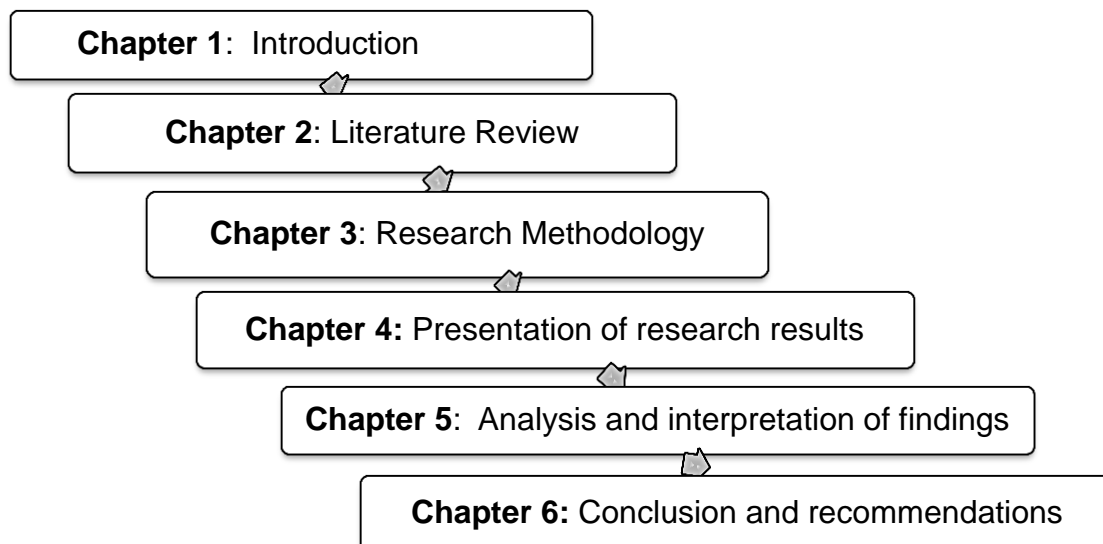 Chapter 1:  Introduction
Chapter 2: Literature Review
Chapter 3: Research Methodology
Chapter 4: Presentation of research results
Chapter 5:  Analysis and interpretation of findings
Chapter 6: Conclusion and recommendations